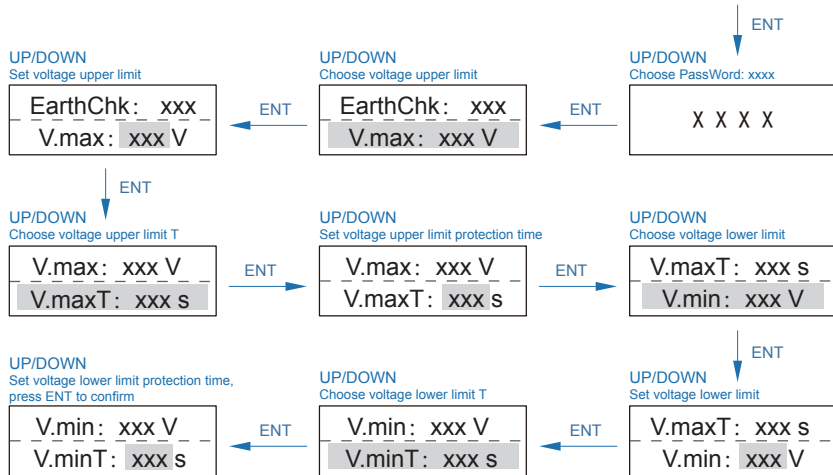 ENT
UP/DOWN
Set voltage upper limit
EarthChk: xxx
V.max: xxx V
ENT
UP/DOWN
Choose voltage upper limit
EarthChk: xxx
V.max: xxx V
ENT
UP/DOWN
Choose PassWord: xxxx
X X X X
ENT
UP/DOWN
Choose voltage upper limit T
V.max: xxx V
V.maxT: xxx s
ENT
UP/DOWN
Set voltage upper limit protection time
V.max: xxx V
V.maxT: xxx s
ENT
UP/DOWN
Choose voltage lower limit
V.maxT: xxx s
V.min: xxx V
ENT
UP/DOWN
Set voltage lower limit protection time,
press ENT to confirm
V.min: xxx V
V.minT: xxx s
ENT
UP/DOWN
Choose voltage lower limit T
V.min: xxx V
V.minT: xxx s
ENT
UP/DOWN
Set voltage lower limit
V.maxT: xxx s
V.min: xxx V